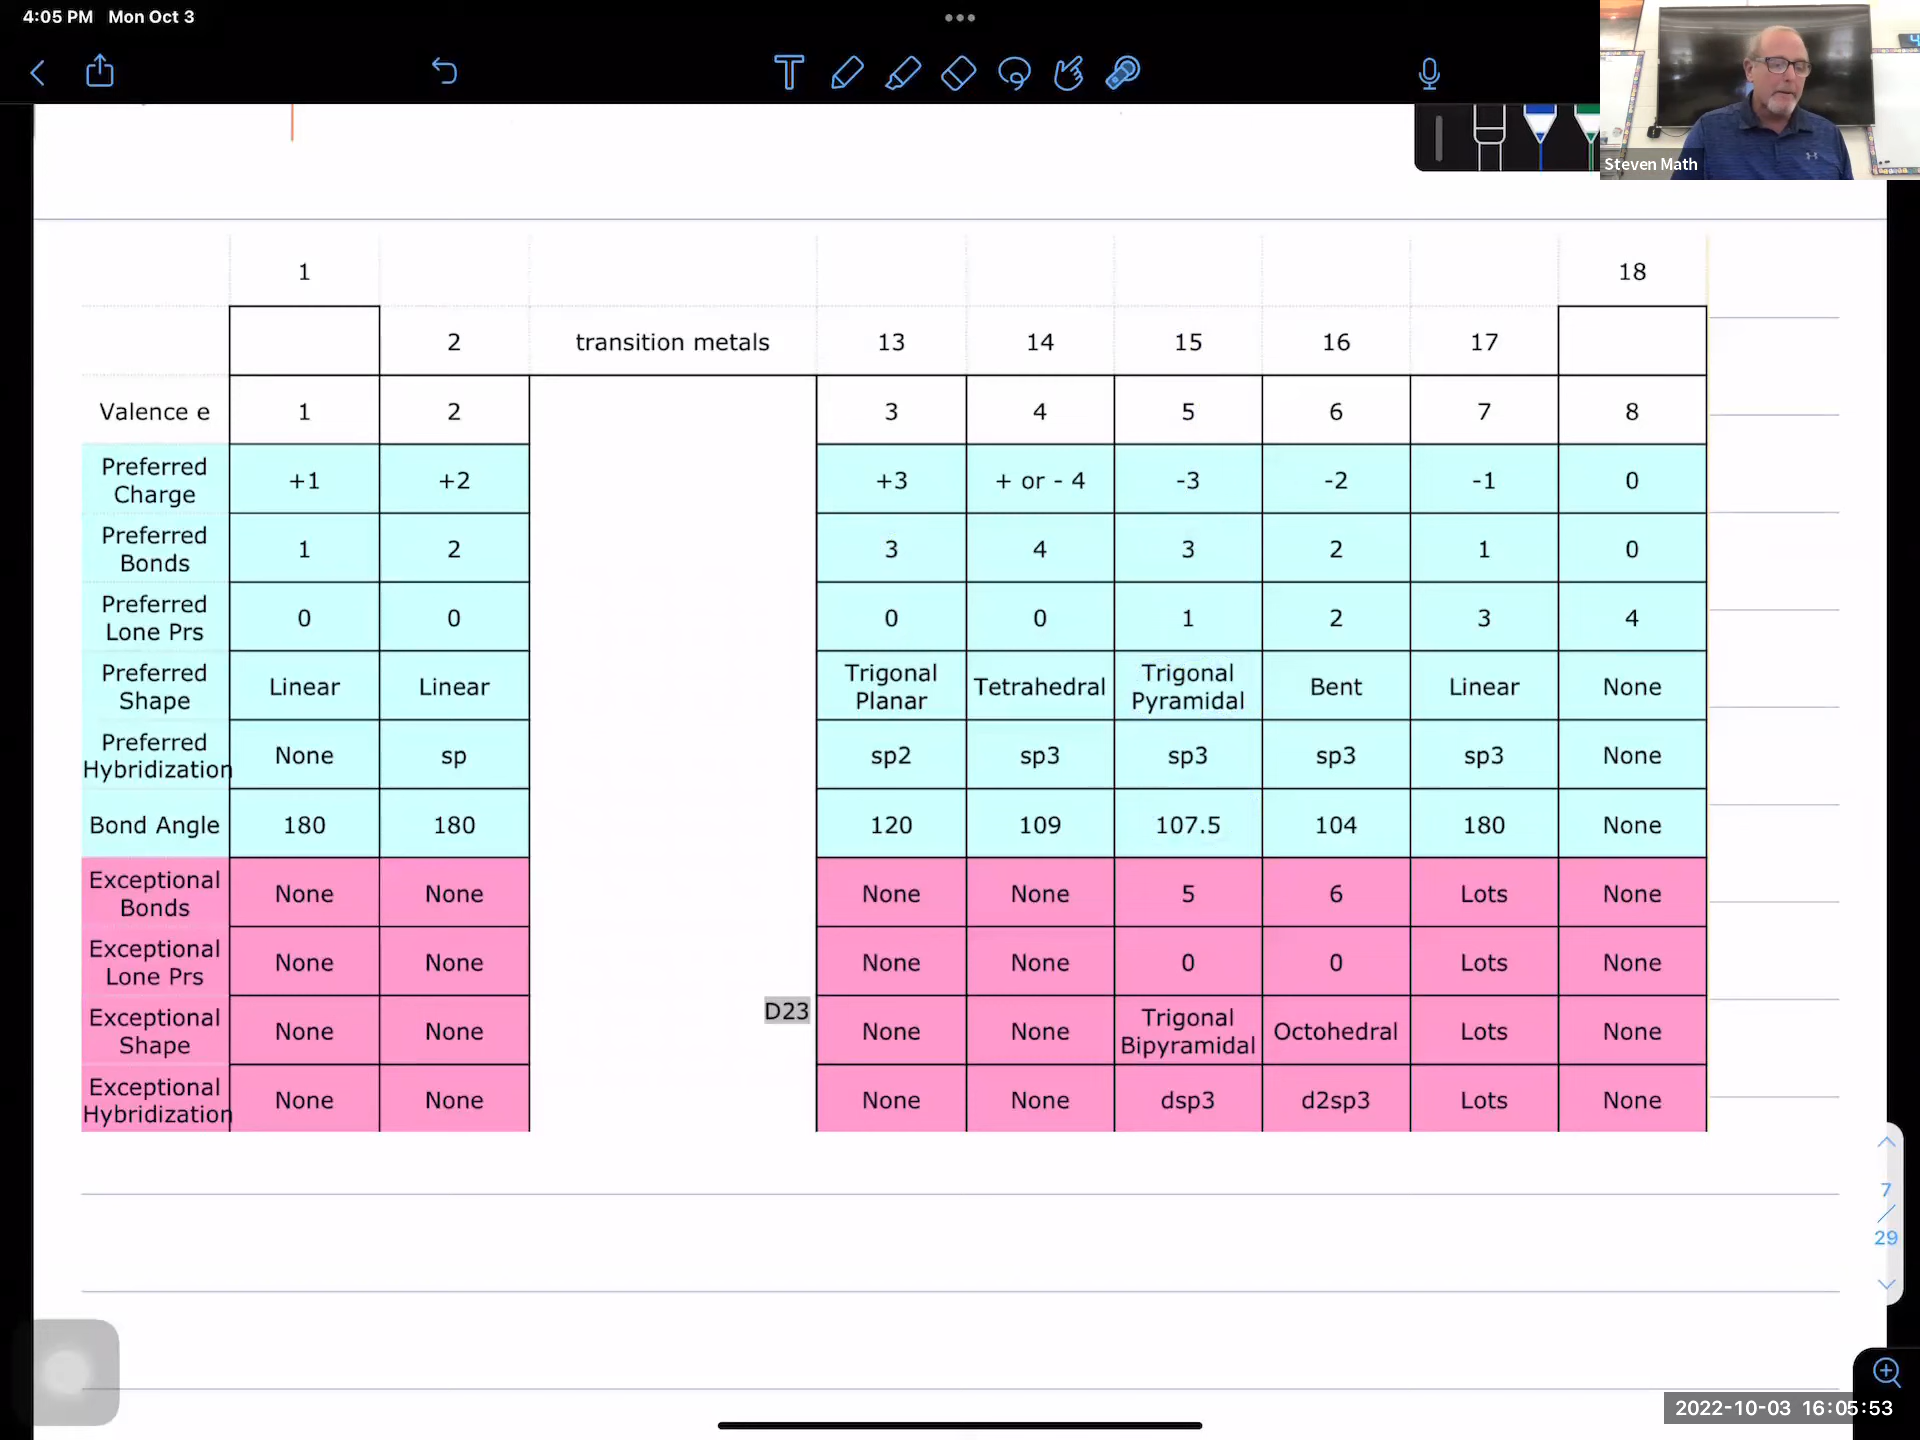 4:05 PM Mon Oct 3
Steven Math
1 18
2 transition metals 13 14 15 16 17
Valence e 1 2 3 4 5 6 7 8
Preferred Charge +1 +2 +3 + or - 4 -3 -2 -1 0
Preferred Bonds 1 2 3 4 3 2 1 0
Preferred Lone Prs 0 0 0 0 1 2 3 4
Preferred Shape Linear Linear Trigonal Planar Tetrahedral Trigonal Pyramidal Bent Linear None
Preferred Hybridization None sp sp2 sp3 sp3 sp3 sp3 None
Bond Angle 180 180 120 109 107.5 104 180 None
Exceptional Bonds None None None None 5 6 Lots None
Exceptional Lone Prs None None None None 0 0 Lots None
D23
Exceptional Shape None None None None Trigonal Bipyramidal Octohedral Lots None
Exceptional Hybridization None None None None dsp3 d2sp3 Lots None
7
/
29
2022-10-03 16:05:53